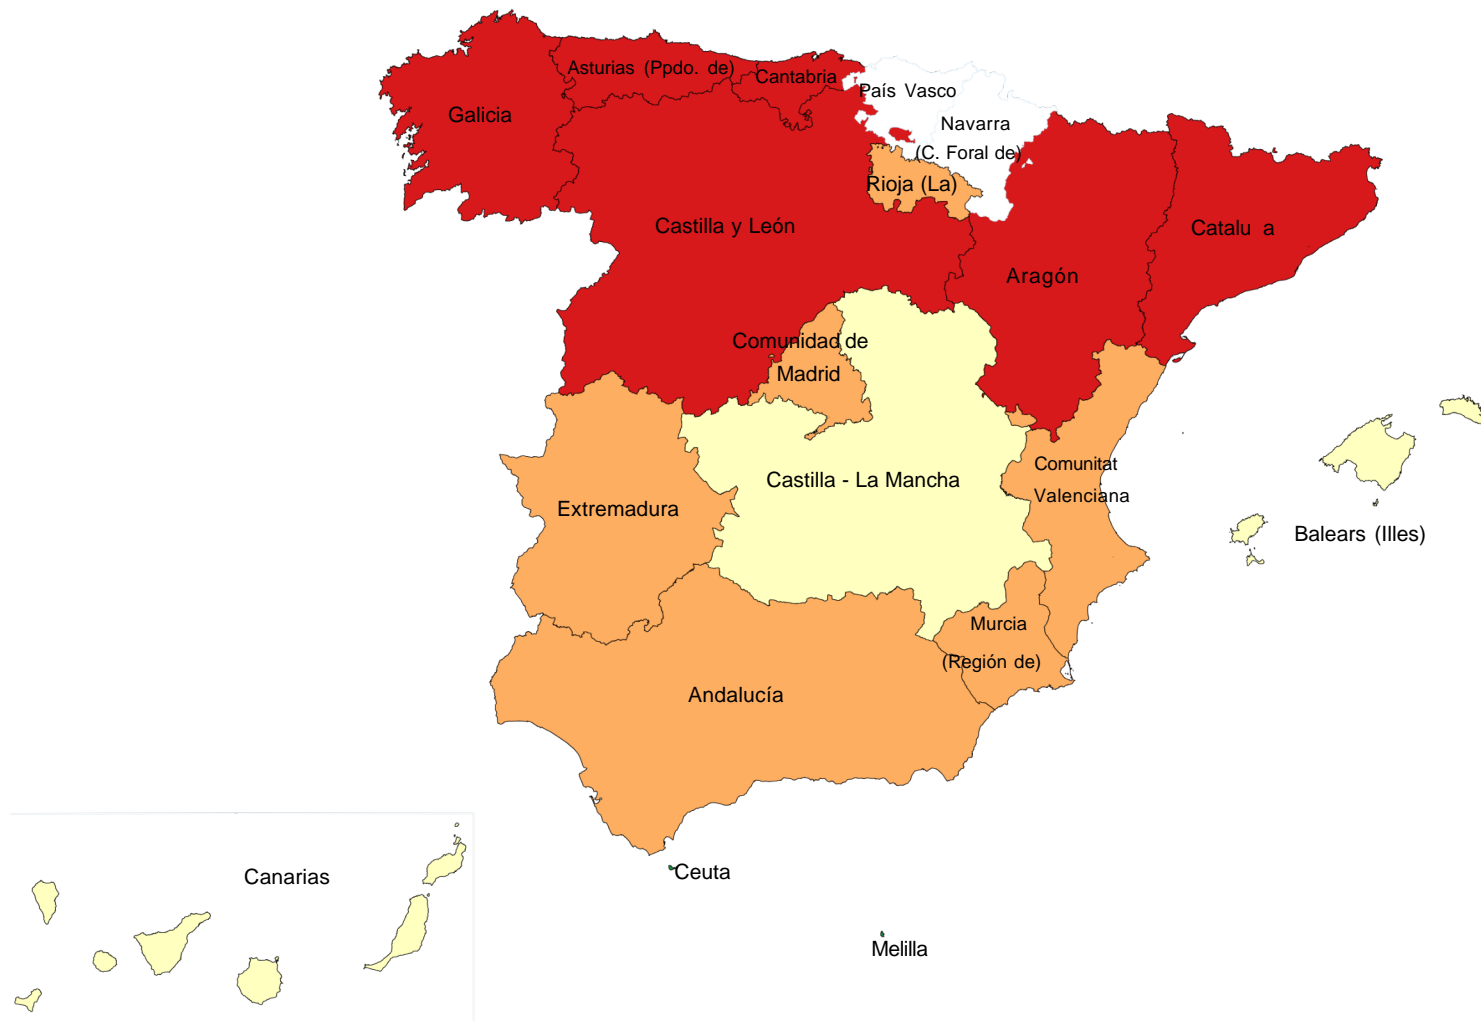 Asturias (Ppdo. de)
Cantabria
País Vasco
Galicia
Navarra
(C. Foral de)
Rioja (La)
Castilla y León
Catalu a
Aragón
Comunidad de
Madrid
Comunitat
Valenciana
Castilla - La Mancha
Extremadura
Balears (Illes)
Murcia
(Región de)
Andalucía
Ceuta
Canarias
Melilla